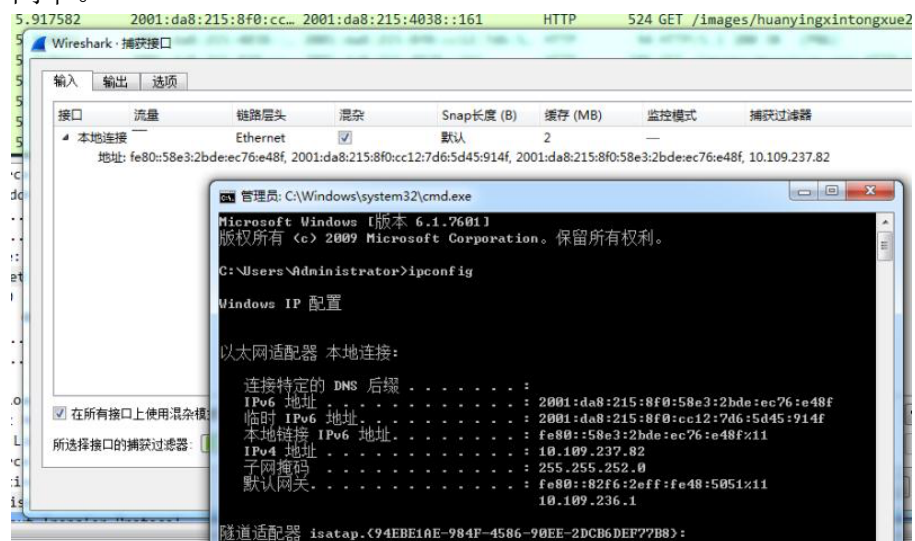 5.917582 2001:da8:215:8f0:cc… 2001:da8:215:4038::161 HTTP 524 GET /images/huanyingxintongxue2
Wireshark · 捕获接口
输入 输出 选项
接口 流量 链路层头 混杂 Snap长度 (B) 缓存 (MB) 监控模式 捕获过滤器
本地连接 Ethernet 默认 2 —
地址: fe80::58e3:2bde:ec76:e48f, 2001:da8:215:8f0:cc12:7d6:5d45:914f, 2001:da8:215:8f0:58e3:2bde:ec76:e48f, 10.109.237.82
管理员: C:\Windows\system32\cmd.exe
Microsoft Windows [版本 6.1.7601]
版权所有 (c) 2009 Microsoft Corporation。保留所有权利。
C:\Users\Administrator>ipconfig
Windows IP 配置
以太网适配器 本地连接:
连接特定的 DNS 后缀 . . . . . . . :
IPv6 地址 . . . . . . . . . . . . : 2001:da8:215:8f0:58e3:2bde:ec76:e48f
临时 IPv6 地址. . . . . . . . . . : 2001:da8:215:8f0:cc12:7d6:5d45:914f
本地链接 IPv6 地址. . . . . . . . : fe80::58e3:2bde:ec76:e48f%11
IPv4 地址 . . . . . . . . . . . . : 10.109.237.82
子网掩码 . . . . . . . . . . . . : 255.255.252.0
默认网关. . . . . . . . . . . . . : fe80::82f6:2eff:fe48:5051%11
10.109.236.1
隧道适配器 isatap.{94EBE1AE-984F-4586-90EE-2DCB6DEF77B8}:
在所有接口上使用混杂模
所选择接口的捕获过滤器: